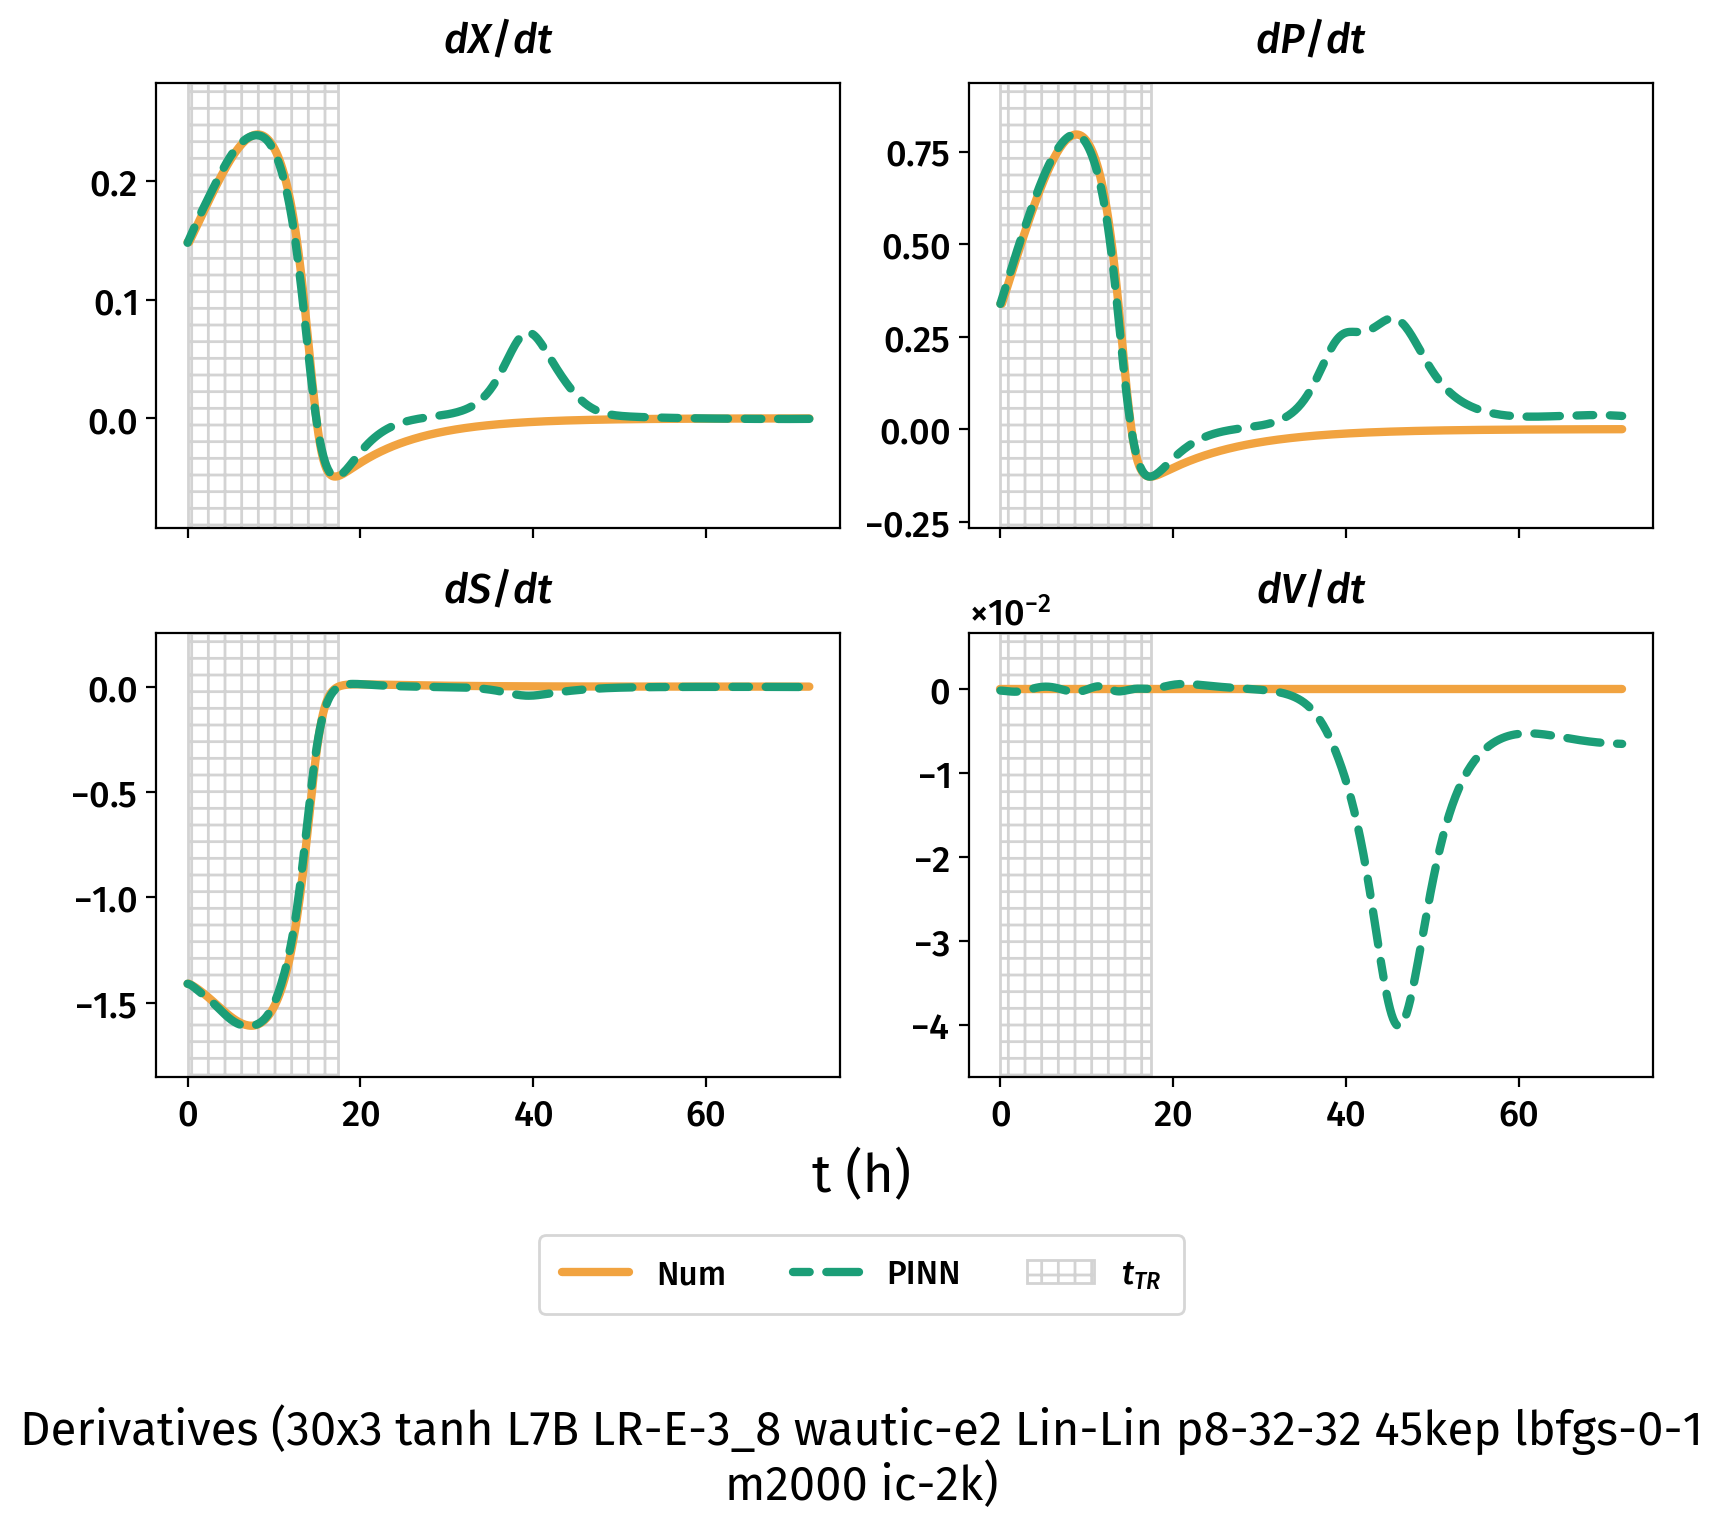 dX/dt
dP/dt
0.2
0.1
0.0
0.75
0.50
0.25
0.00
−0.25
dS/dt
dV/dt
×10⁻²
0.0
−0.5
−1.0
−1.5
0
−1
−2
−3
−4
0 20 40 60
0 20 40 60
t (h)
Num PINN t_TR
Derivatives (30x3 tanh L7B LR-E-3_8 wautic-e2 Lin-Lin p8-32-32 45kep lbfgs-0-1
m2000 ic-2k)